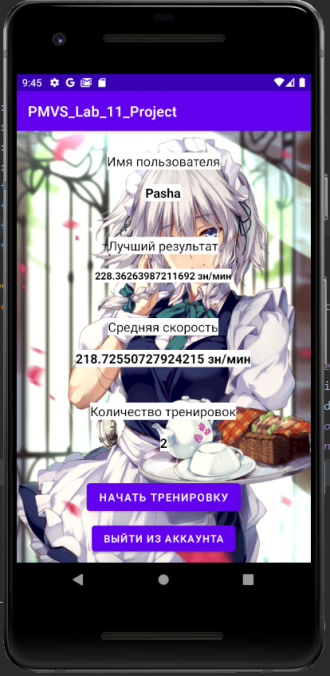 9:45
PMVS_Lab_11_Project
Имя пользователя
Pasha
Лучший результат
228.36263987211692 зн/мин
Средняя скорость
218.72550727924215 зн/мин
Количество тренировок
2
НАЧАТЬ ТРЕНИРОВКУ
ВЫЙТИ ИЗ АККАУНТА